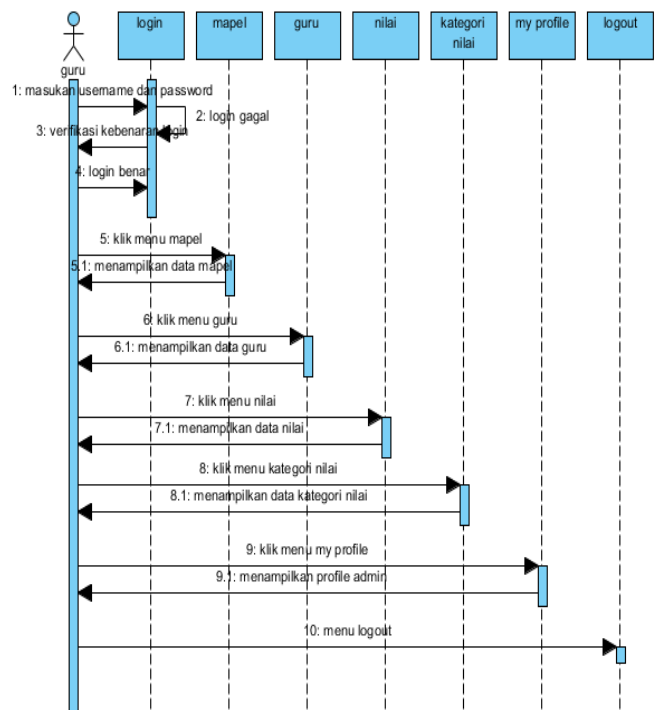 login
mapel
guru
nilai
kategori
nilai
my profile
logout
guru
1: masukan username dan password
2: login gagal
3: verifikasi kebenaran login
4: login benar
5: klik menu mapel
5.1: menampilkan data mapel
6: klik menu guru
6.1: menampilkan data guru
7: klik menu nilai
7.1: menampilkan data nilai
8: klik menu kategori nilai
8.1: menampilkan data kategori nilai
9: klik menu my profile
9.1: menampilkan profile admin
10: menu logout